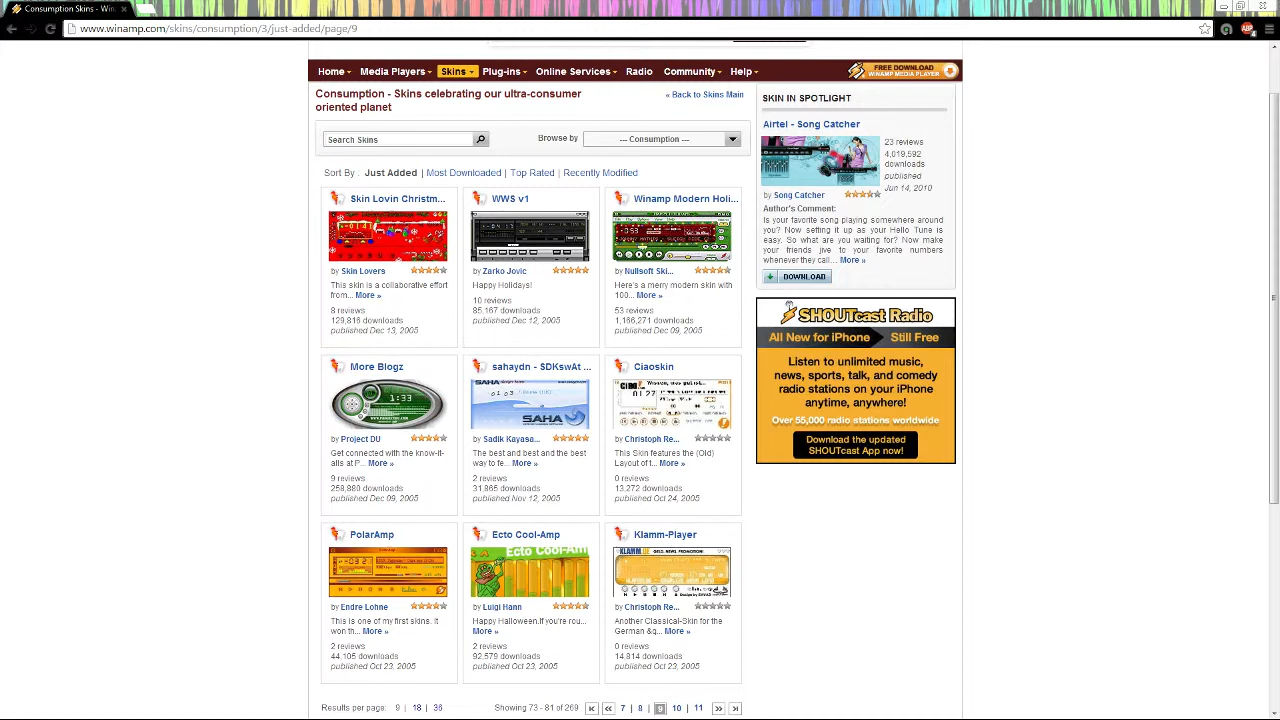 Consumption Skins - Win...
www.winamp.com/skins/consumption/3/just-added/page/9
Home
Media Players
Skins
Plug-ins
Online Services
Radio
Community
Help
FREE DOWNLOAD
WINAMP MEDIA PLAYER
Consumption - Skins celebrating our ultra-consumer
oriented planet
« Back to Skins Main
Search Skins
Browse by
--- Consumption ---
Sort By : Just Added | Most Downloaded | Top Rated | Recently Modified
Skin Lovin Christm...
by Skin Lovers
This skin is a collaborative effort
from... More »
8 reviews
129,816 downloads
published Dec 13, 2005
WWS v1
by Zarko Jovic
Happy Holidays!
10 reviews
85,167 downloads
published Dec 12, 2005
Winamp Modern Holi...
by Nullsoft Ski...
Here's a merry modern skin with
100... More »
53 reviews
1,166,271 downloads
published Dec 09, 2005
More Blogz
1:33
by Project DU
Get connected with the know-it-
alls at P... More »
9 reviews
258,880 downloads
published Dec 09, 2005
sahaydn - SDKswAt ...
SAHA
by Sadik Kayasa...
The best and best and the best
way to fe... More »
2 reviews
31,865 downloads
published Nov 12, 2005
Ciaoskin
by Christoph Re...
This Skin features the (Old)
Layout of t... More »
0 reviews
13,272 downloads
published Oct 24, 2005
PolarAmp
by Endre Lohne
This is one of my first skins. It
won th... More »
2 reviews
44,105 downloads
published Oct 23, 2005
Ecto Cool-Amp
Ecto Cool-Am
by Luigi Hann
Happy Halloween.If you're rou...
More »
2 reviews
92,579 downloads
published Oct 23, 2005
Klamm-Player
KLAMM.DE
by Christoph Re...
Another Classical-Skin for the
German &q... More »
0 reviews
14,814 downloads
published Oct 23, 2005
Results per page: 9 | 18 | 36
Showing 73 - 81 of 269
7 | 8 | 9 | 10 | 11
SKIN IN SPOTLIGHT
Airtel - Song Catcher
23 reviews
4,019,592
downloads
published
Jun 14, 2010
by Song Catcher
Author's Comment:
Is your favorite song playing somewhere around
you? Now setting it up as your Hello Tune is
easy. So what are you waiting for? Now make
your friends jive to your favorite numbers
whenever they call... More »
DOWNLOAD
SHOUTcast Radio
All New for iPhone
Still Free
Listen to unlimited music,
news, sports, talk, and comedy
radio stations on your iPhone
anytime, anywhere!
Over 55,000 radio stations worldwide
Download the updated
SHOUTcast App now!